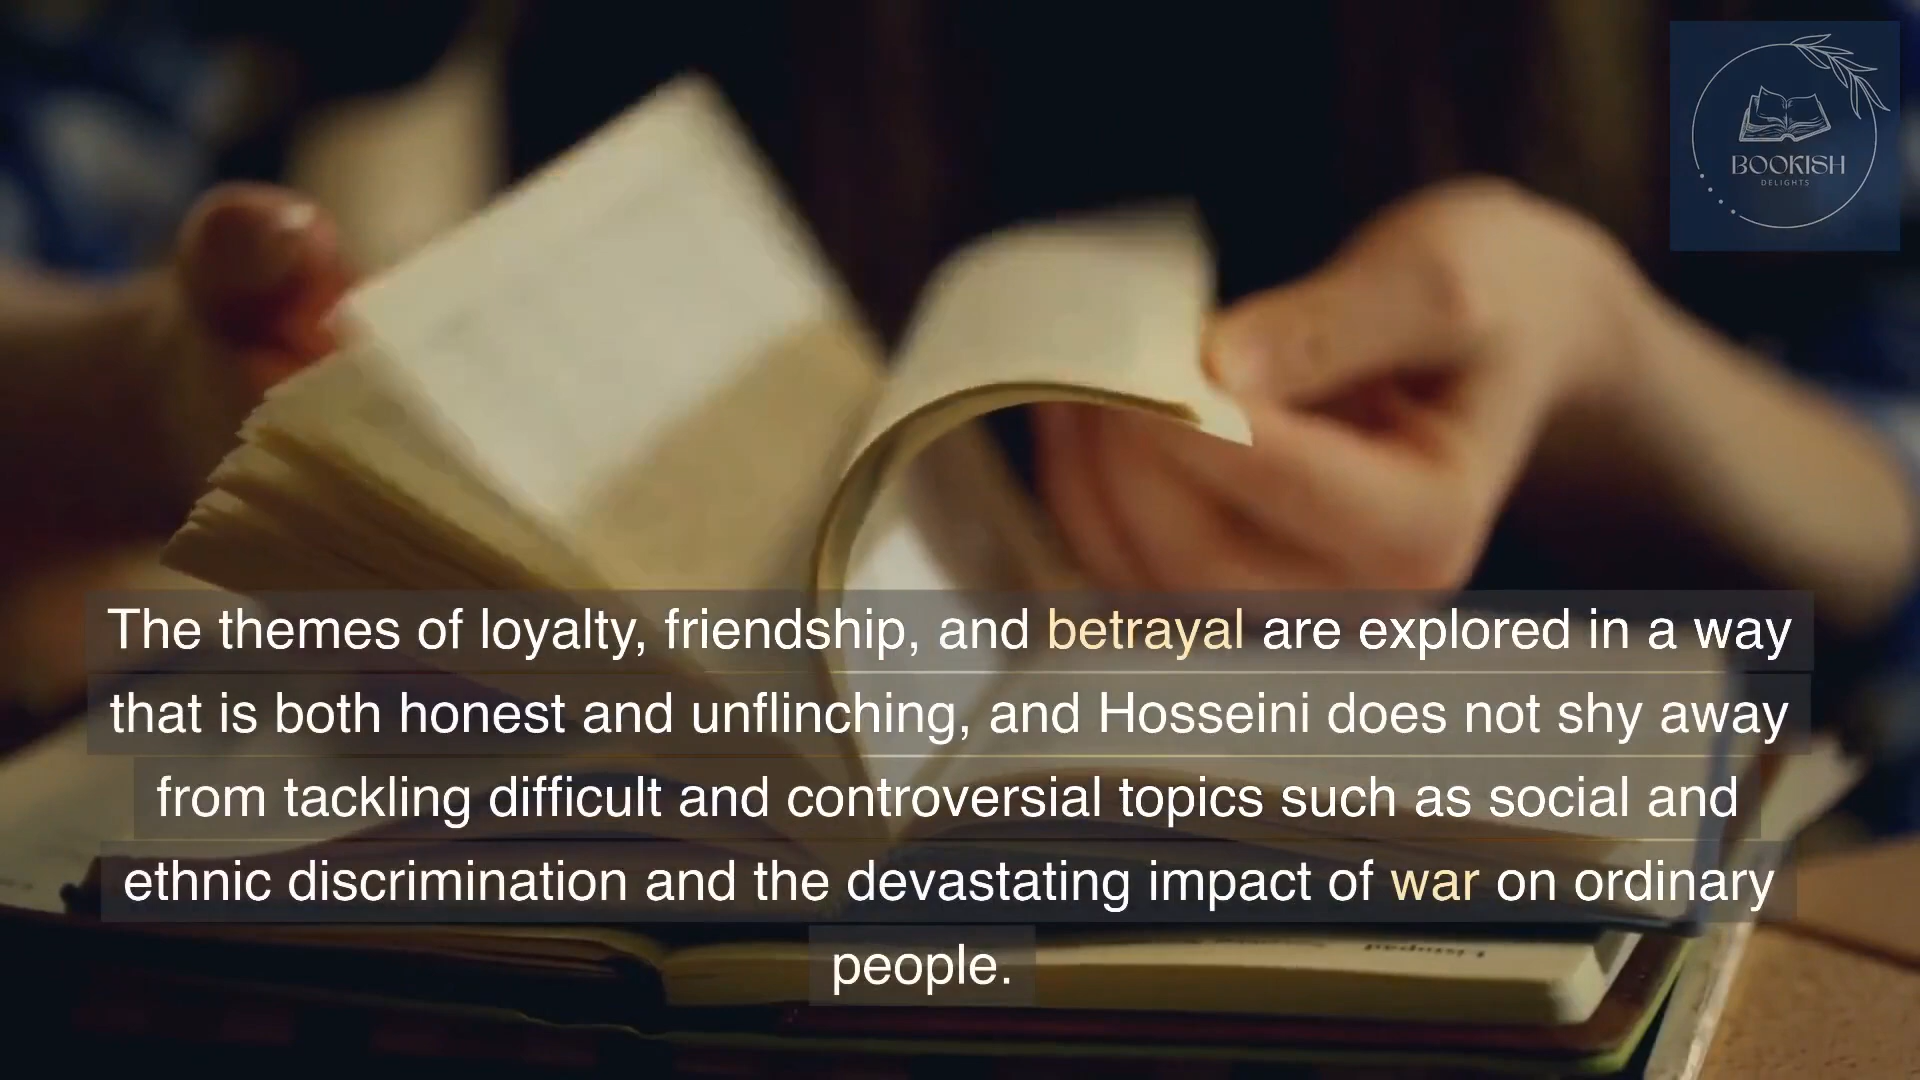 BOOKISH
DELIGHTS
The themes of loyalty, friendship, and betrayal are explored in a way
that is both honest and unflinching, and Hosseini does not shy away
from tackling difficult and controversial topics such as social and
ethnic discrimination and the devastating impact of war on ordinary
people.
Listopad